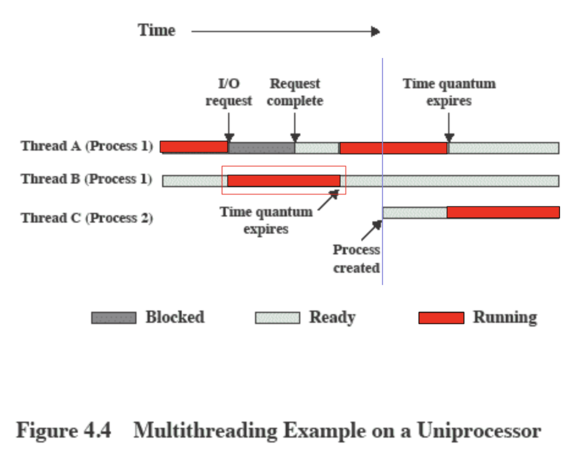 Time
I/O
request
Request
complete
Time quantum
expires
Thread A (Process 1)
Thread B (Process 1)
Time quantum
expires
Thread C (Process 2)
Process
created
Blocked
Ready
Running
Figure 4.4 Multithreading Example on a Uniprocessor